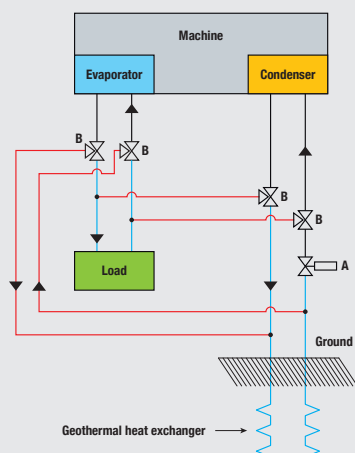 Machine
Evaporator
Condenser
B
B
B
B
A
Load
Ground
Geothermal heat exchanger